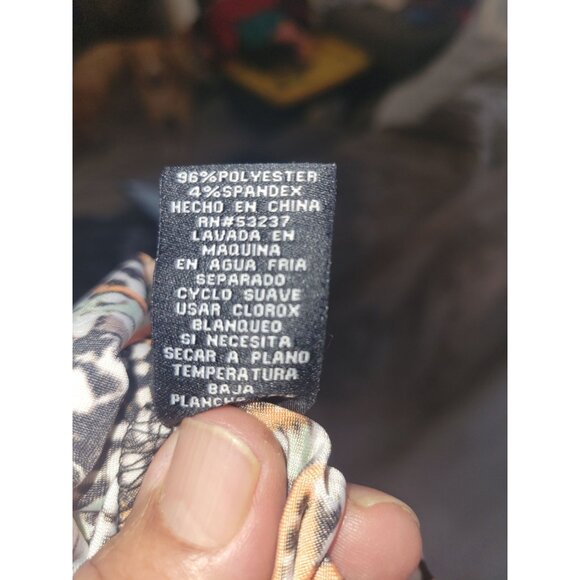 96%POLYESTER
4%SPANDEX
HECHO EN CHINA
RN#53237
LAVADA EN
MAQUINA
EN AGUA FRIA
SEPARADO
CYCLO SUAVE
USAR CLOROX
BLANQUEO
SI NECESITA
SECAR A PLANO
TEMPERATURA
BAJA